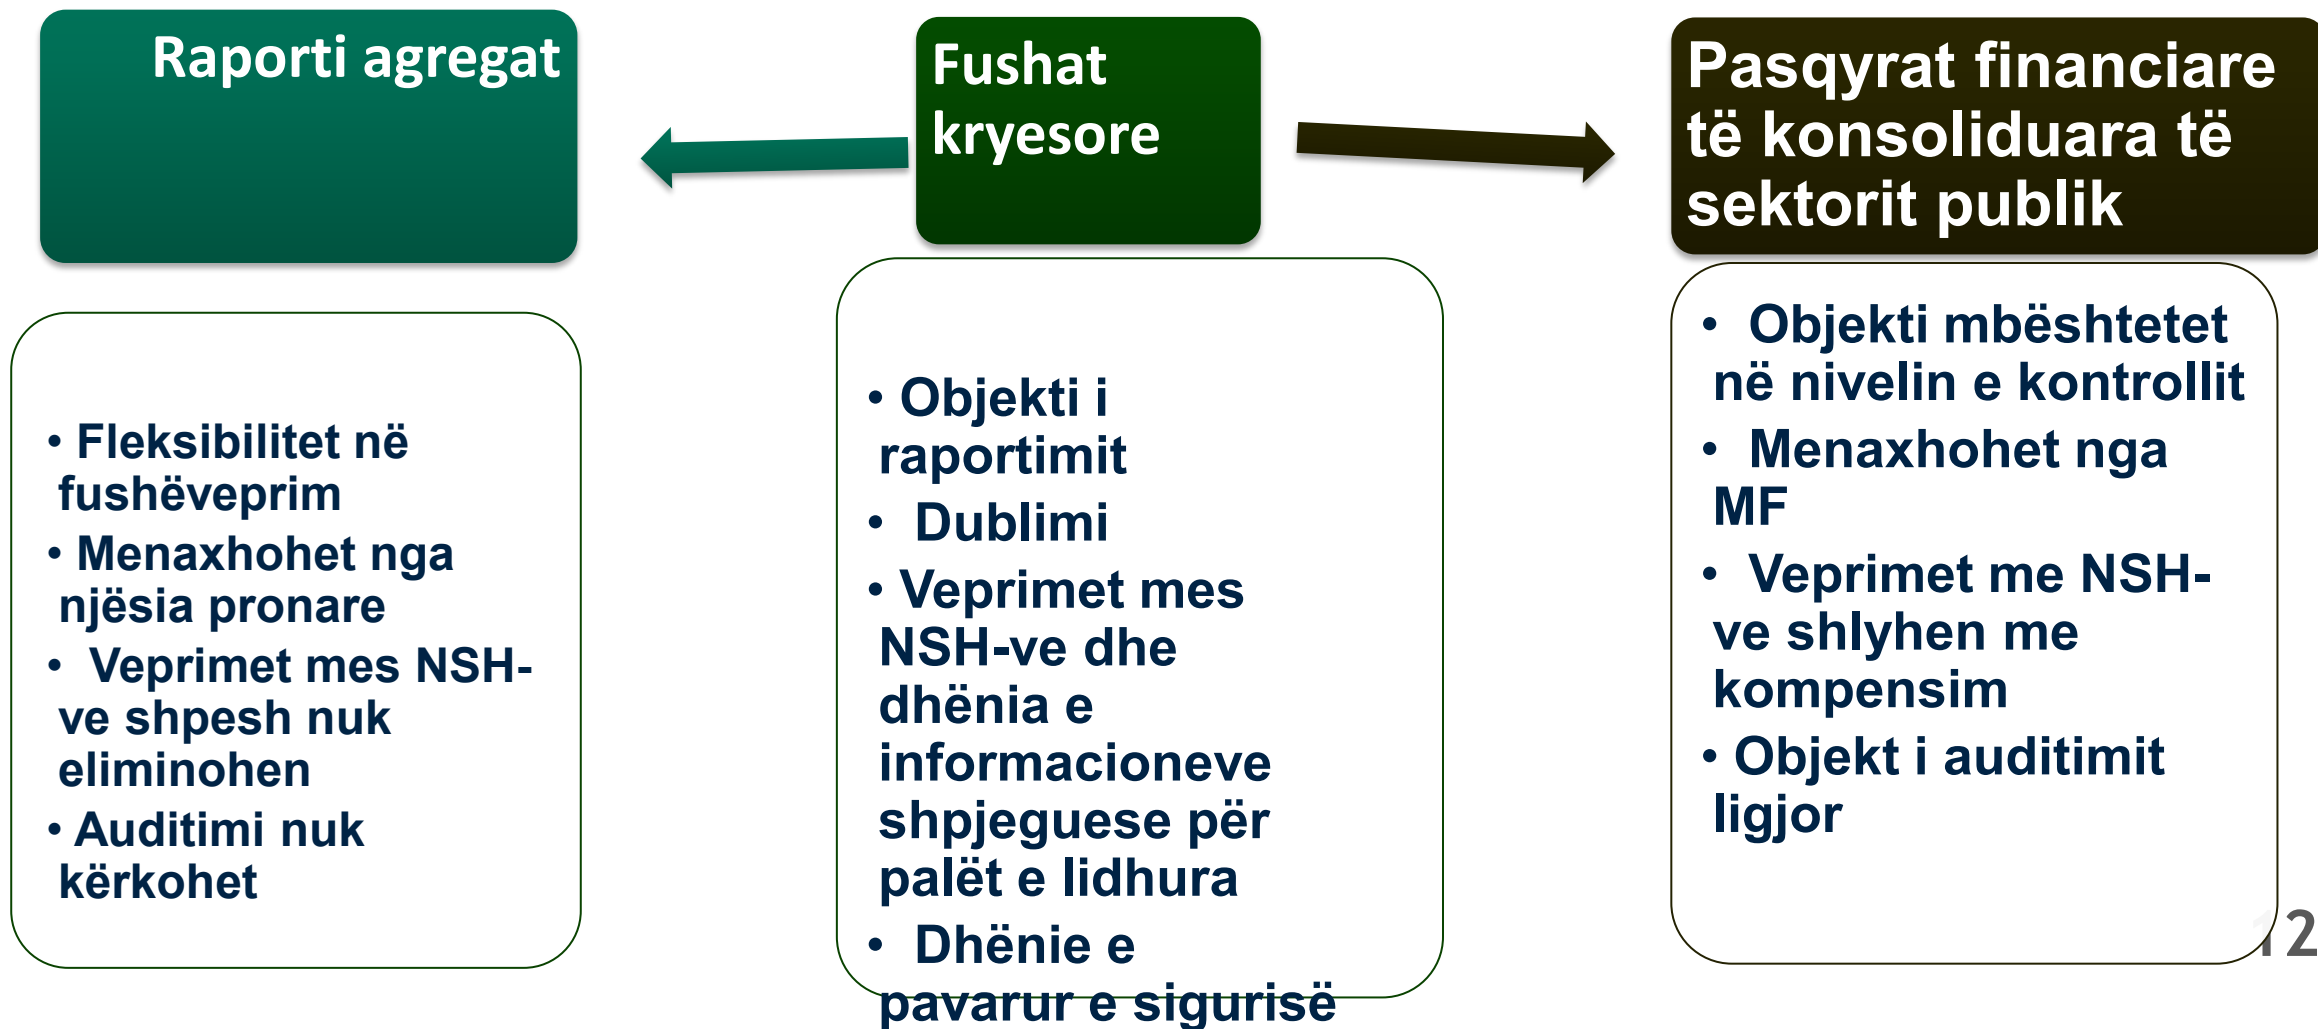 Raporti agregat
• Fleksibilitet në
fushëveprim
• Menaxhohet nga
njësia pronare
• Veprimet mes NSH-
ve shpesh nuk
eliminohen
• Auditimi nuk
kërkohet
Fushat
kryesore
• Objekti i
raportimit
• Dublimi
• Veprimet mes
NSH-ve dhe
dhënia e
informacioneve
shpjeguese për
palët e lidhura
• Dhënie e
pavarur e sigurisë
Pasqyrat financiare
të konsoliduara të
sektorit publik
• Objekti mbështetet
në nivelin e kontrollit
• Menaxhohet nga
MF
• Veprimet me NSH-
ve shlyhen me
kompensim
• Objekt i auditimit
ligjor
12